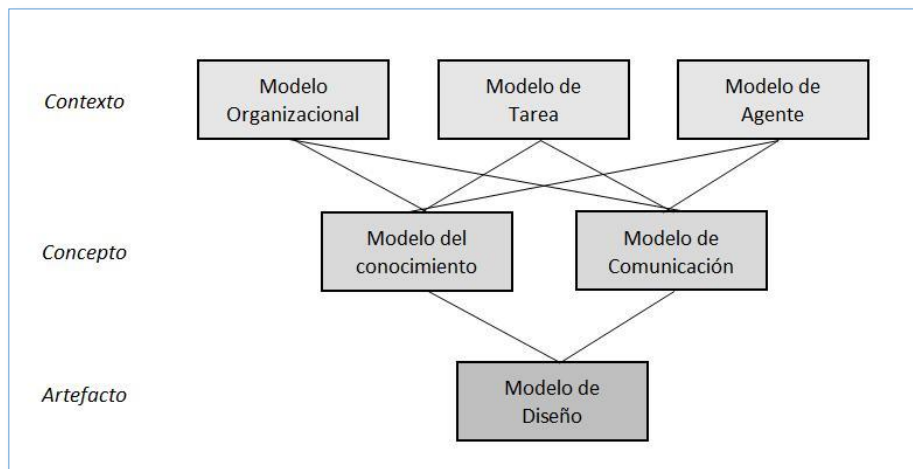 Contexto
Modelo
Organizacional
Modelo de
Tarea
Modelo de
Agente
Concepto
Modelo del
conocimiento
Modelo de
Comunicación
Artefacto
Modelo de
Diseño